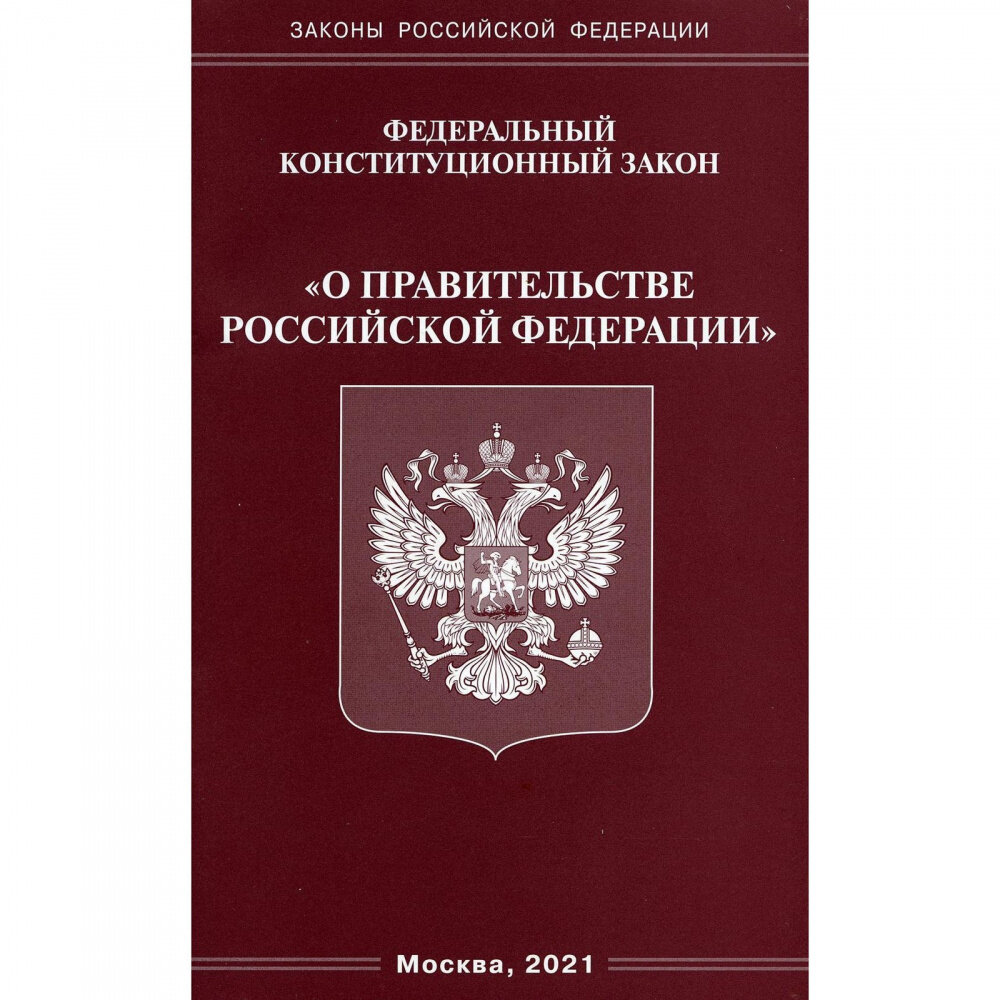 ЗАКОНЫ РОССИЙСКОЙ ФЕДЕРАЦИИ
ФЕДЕРАЛЬНЫЙ
КОНСТИТУЦИОННЫЙ ЗАКОН
«О ПРАВИТЕЛЬСТВЕ
РОССИЙСКОЙ ФЕДЕРАЦИИ»
Москва, 2021